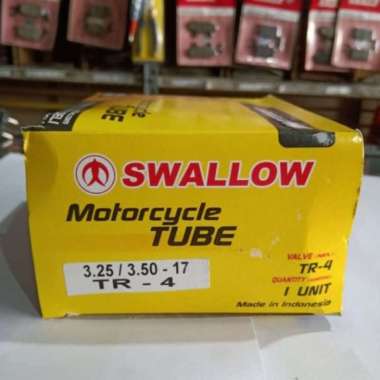 SWALLOW
Motorcycle
TUBE
3.25 / 3.50 - 17
TR - 4
VALVE
TR-4
QUANTITY
1 UNIT
Made in Indonesia